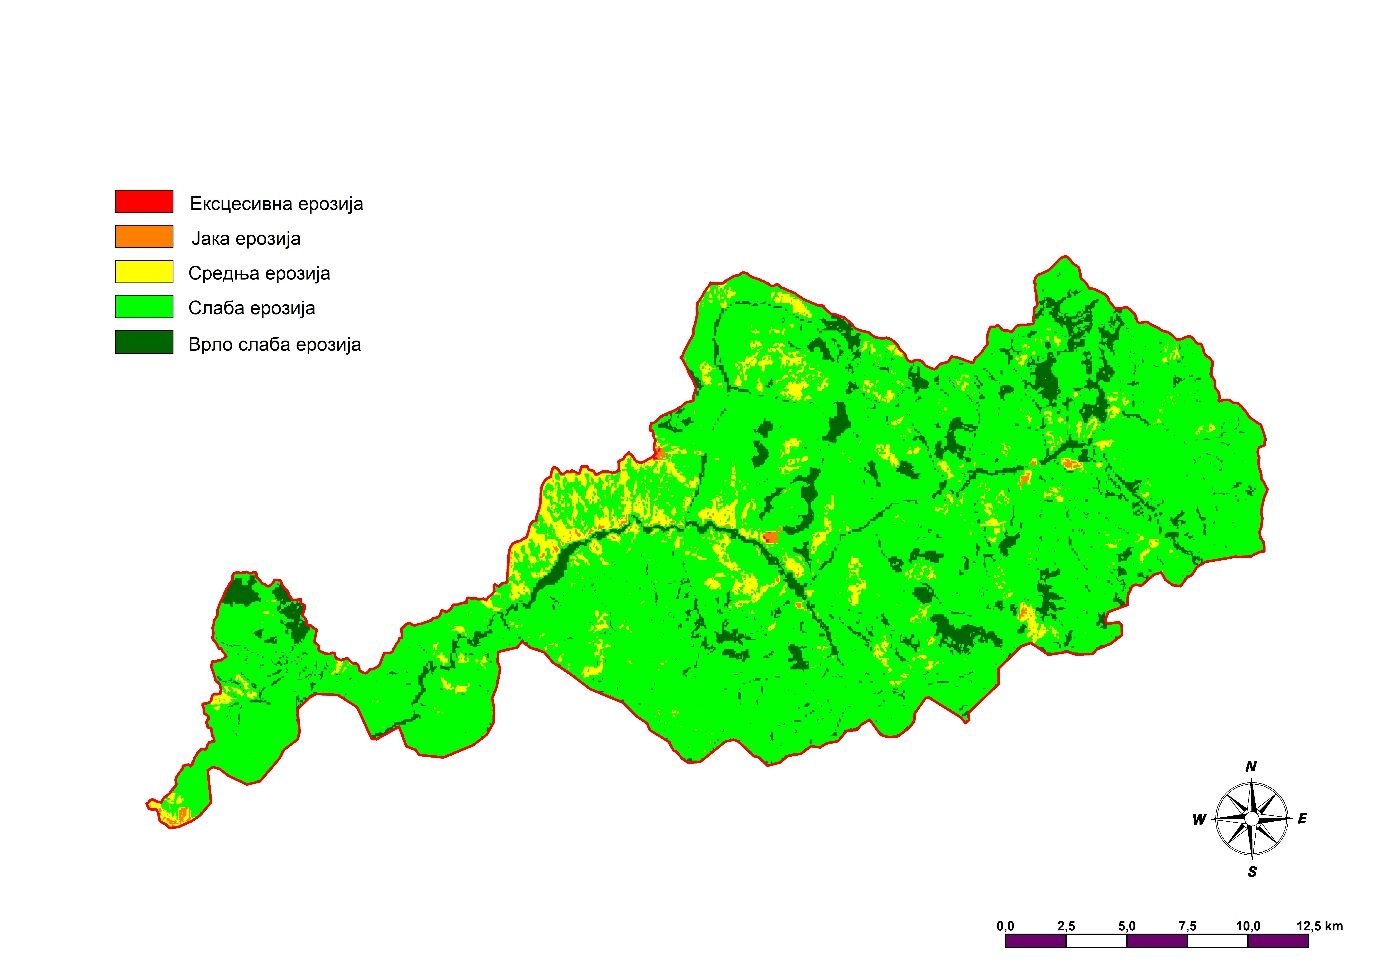 Ексцесивна ерозија
Јака ерозија
Средња ерозија
Слаба ерозија
Врло слаба ерозија
N
W E
S
0,0 2,5 5,0 7,5 10,0 12,5 km